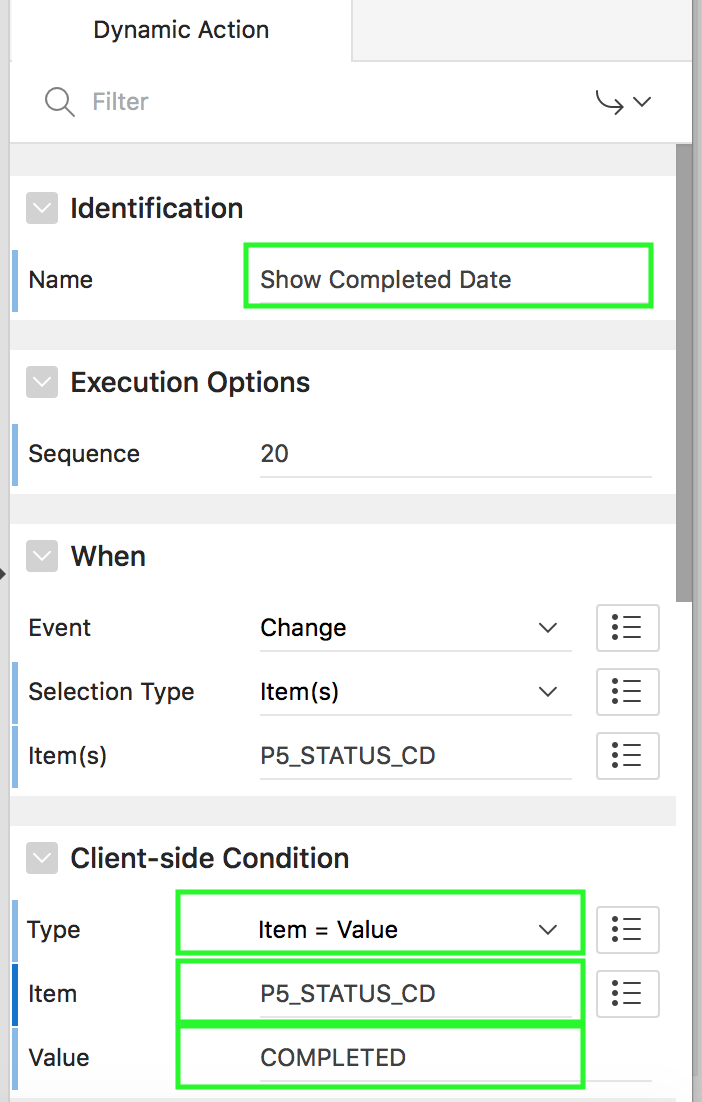 Dynamic Action
Filter
Identification
Name Show Completed Date
Execution Options
Sequence 20
When
Event Change
Selection Type Item(s)
Item(s) P5_STATUS_CD
Client-side Condition
Type Item = Value
Item P5_STATUS_CD
Value COMPLETED